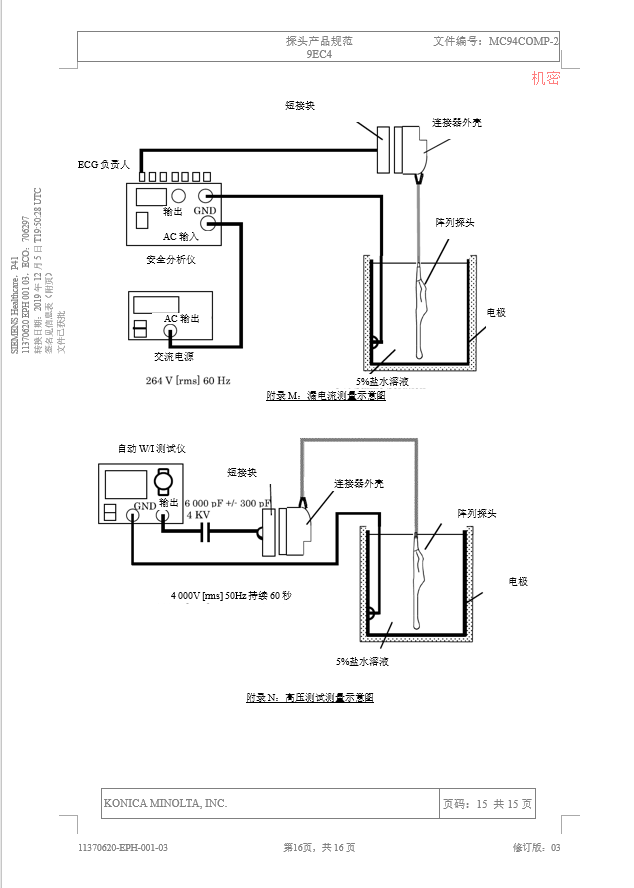 探头产品规范
9EC4
文件编号：MC94COMP-2
机密
SIEMENS Healthcare，P41
11370620 EPH 001 03，ECO：706297
转换日期：2019 年 12 月 5 日 T19:50:28 UTC
签名见信息表（附页）
文件已获批
短接块
连接器外壳
ECG 负责人
输出 GND
AC 输入
安全分析仪
阵列探头
AC 输出
电极
交流电源
264 V [rms] 60 Hz
5%盐水溶液
附录 M：漏电流测量示意图
自动 W/I 测试仪
短接块
连接器外壳
GND 输出
6 000 pF +/- 300 pF
4 KV
阵列探头
电极
4 000V [rms] 50Hz 持续 60 秒
5%盐水溶液
附录 N：高压测试测量示意图
KONICA MINOLTA, INC.
页码：15 共 15 页
11370620-EPH-001-03
第16页，共 16 页
修订版：03